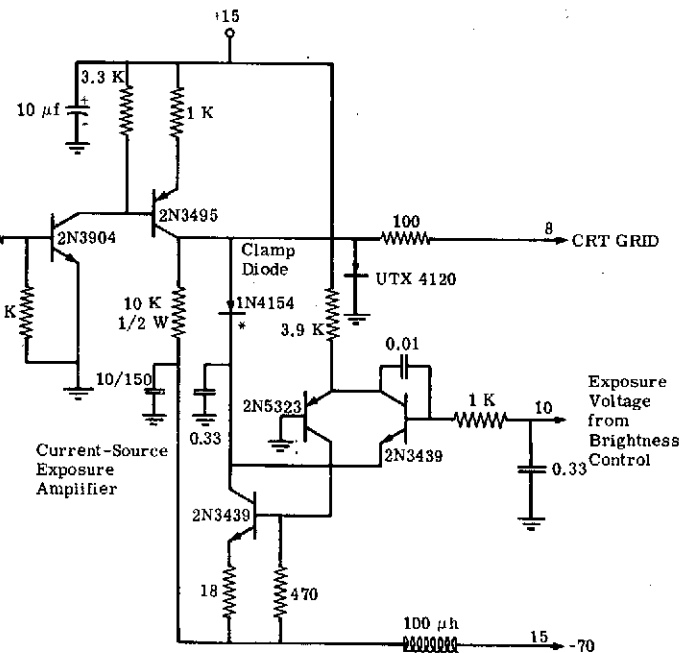 +15
3.3 K
10 µf
+
-
1 K
2N3904
2N3495
K
Clamp
Diode
100
8
CRT GRID
UTX 4120
10 K
1/2 W
1N4154
*
3.9 K
0.01
10/150
0.33
2N5323
1 K
10
Exposure
Voltage
from
Brightness
Control
Current-Source
Exposure
Amplifier
2N3439
0.33
2N3439
18
470
100 µh
15
-70